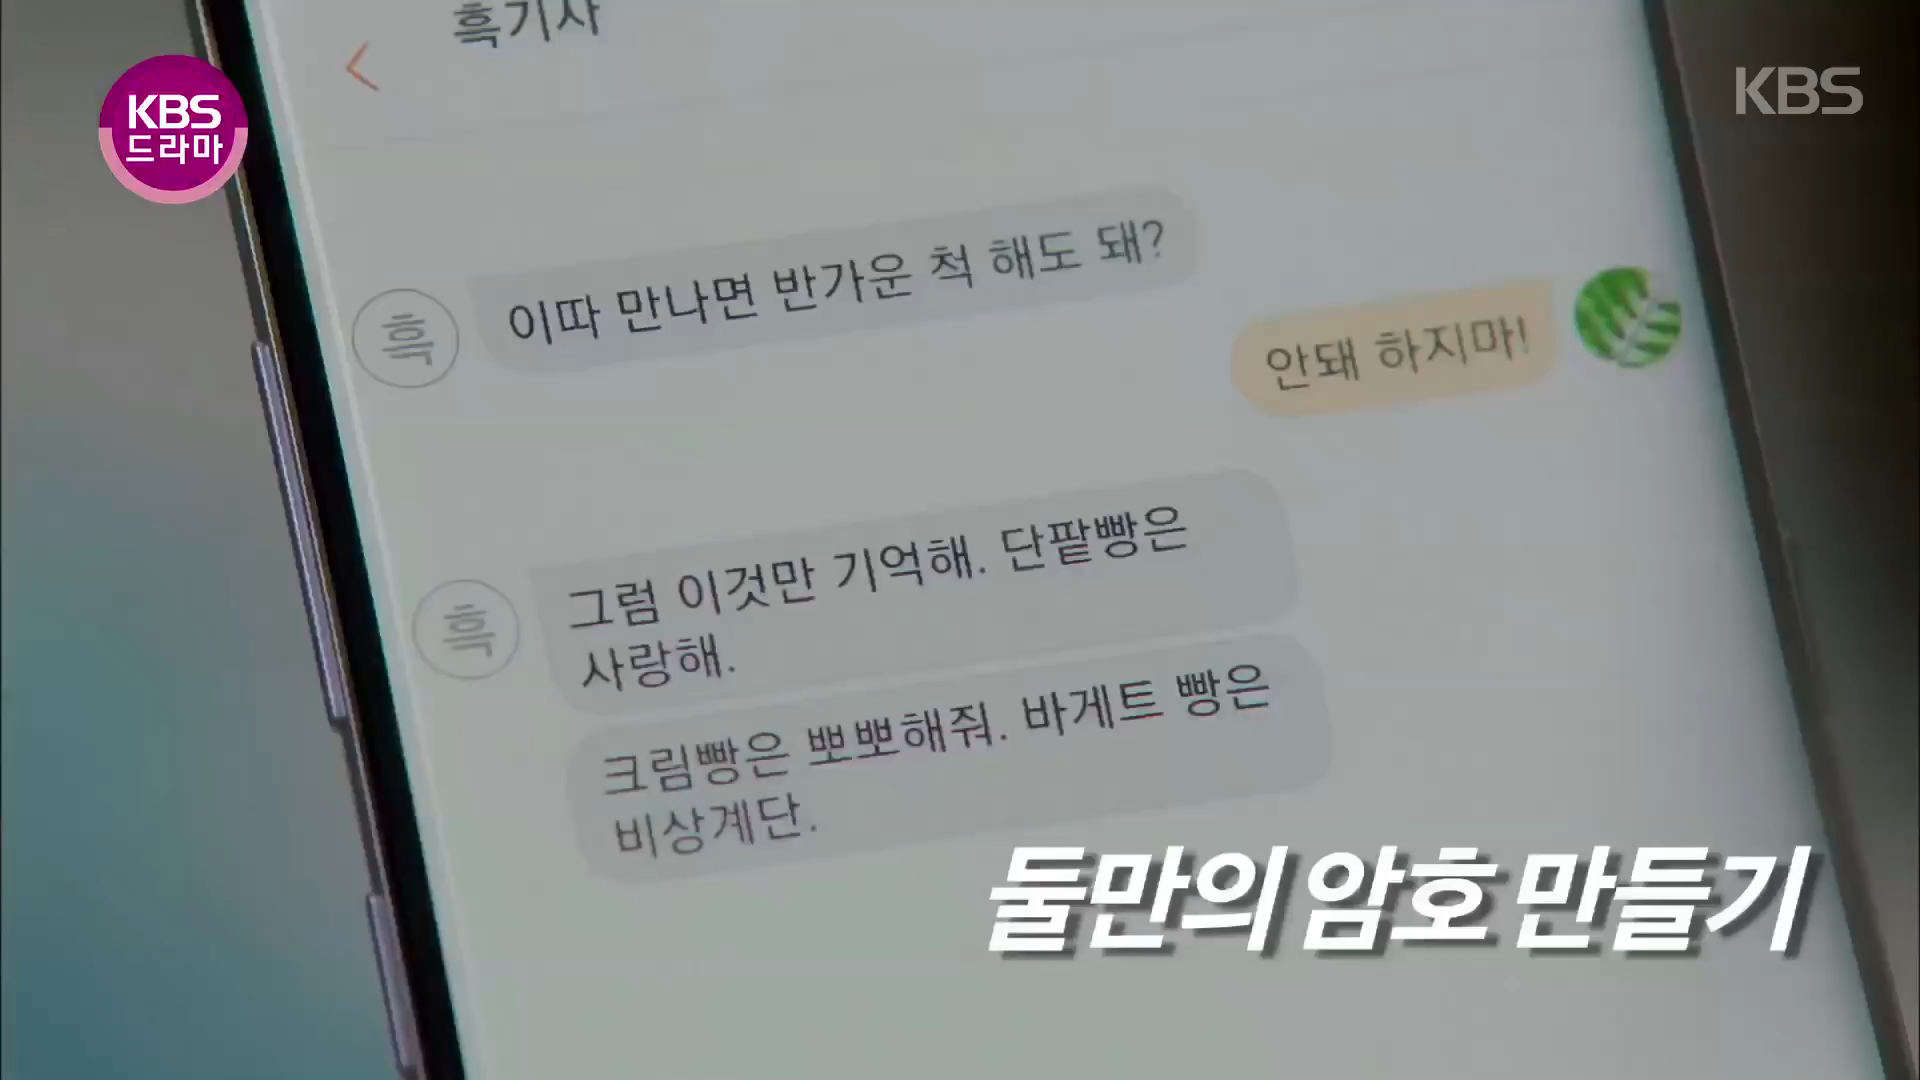 흑기사
KBS
드라마
KBS
이따 만나면 반가운 척 해도 돼?
흑
안돼 하지마!
그럼 이것만 기억해. 단팥빵은
사랑해.
흑
크림빵은 뽀뽀해줘. 바게트 빵은
비상계단.
둘만의 암호 만들기